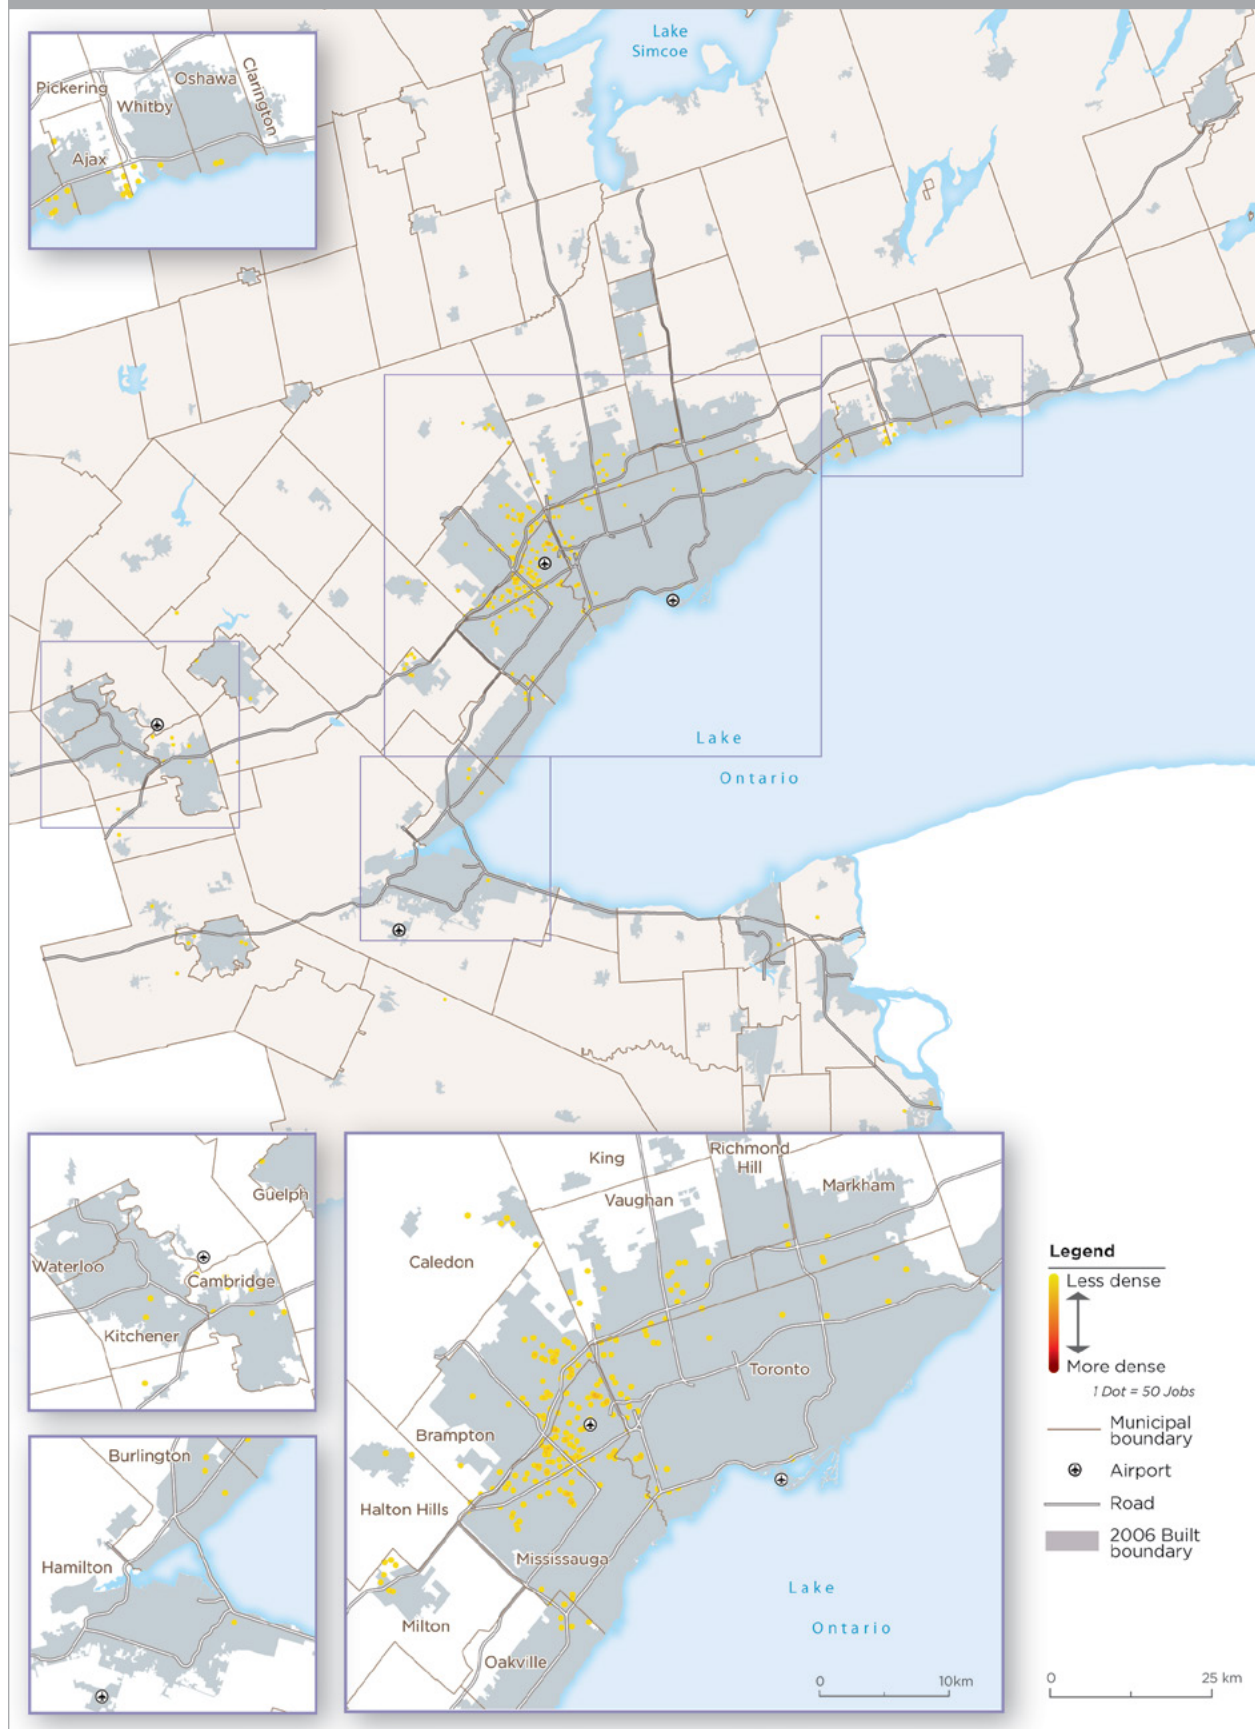 Lake
Simcoe
Pickering
Oshawa
Clarington
Whitby
Ajax
Lake
Ontario
Guelph
Waterloo
Cambridge
Kitchener
Burlington
Hamilton
King
Richmond
Hill
Vaughan
Markham
Caledon
Toronto
Brampton
Halton Hills
Mississauga
Milton
Oakville
Lake
Ontario
0 10km
Legend
Less dense
More dense
1 Dot = 50 Jobs
Municipal
boundary
Airport
Road
2006 Built
boundary
0 25 km